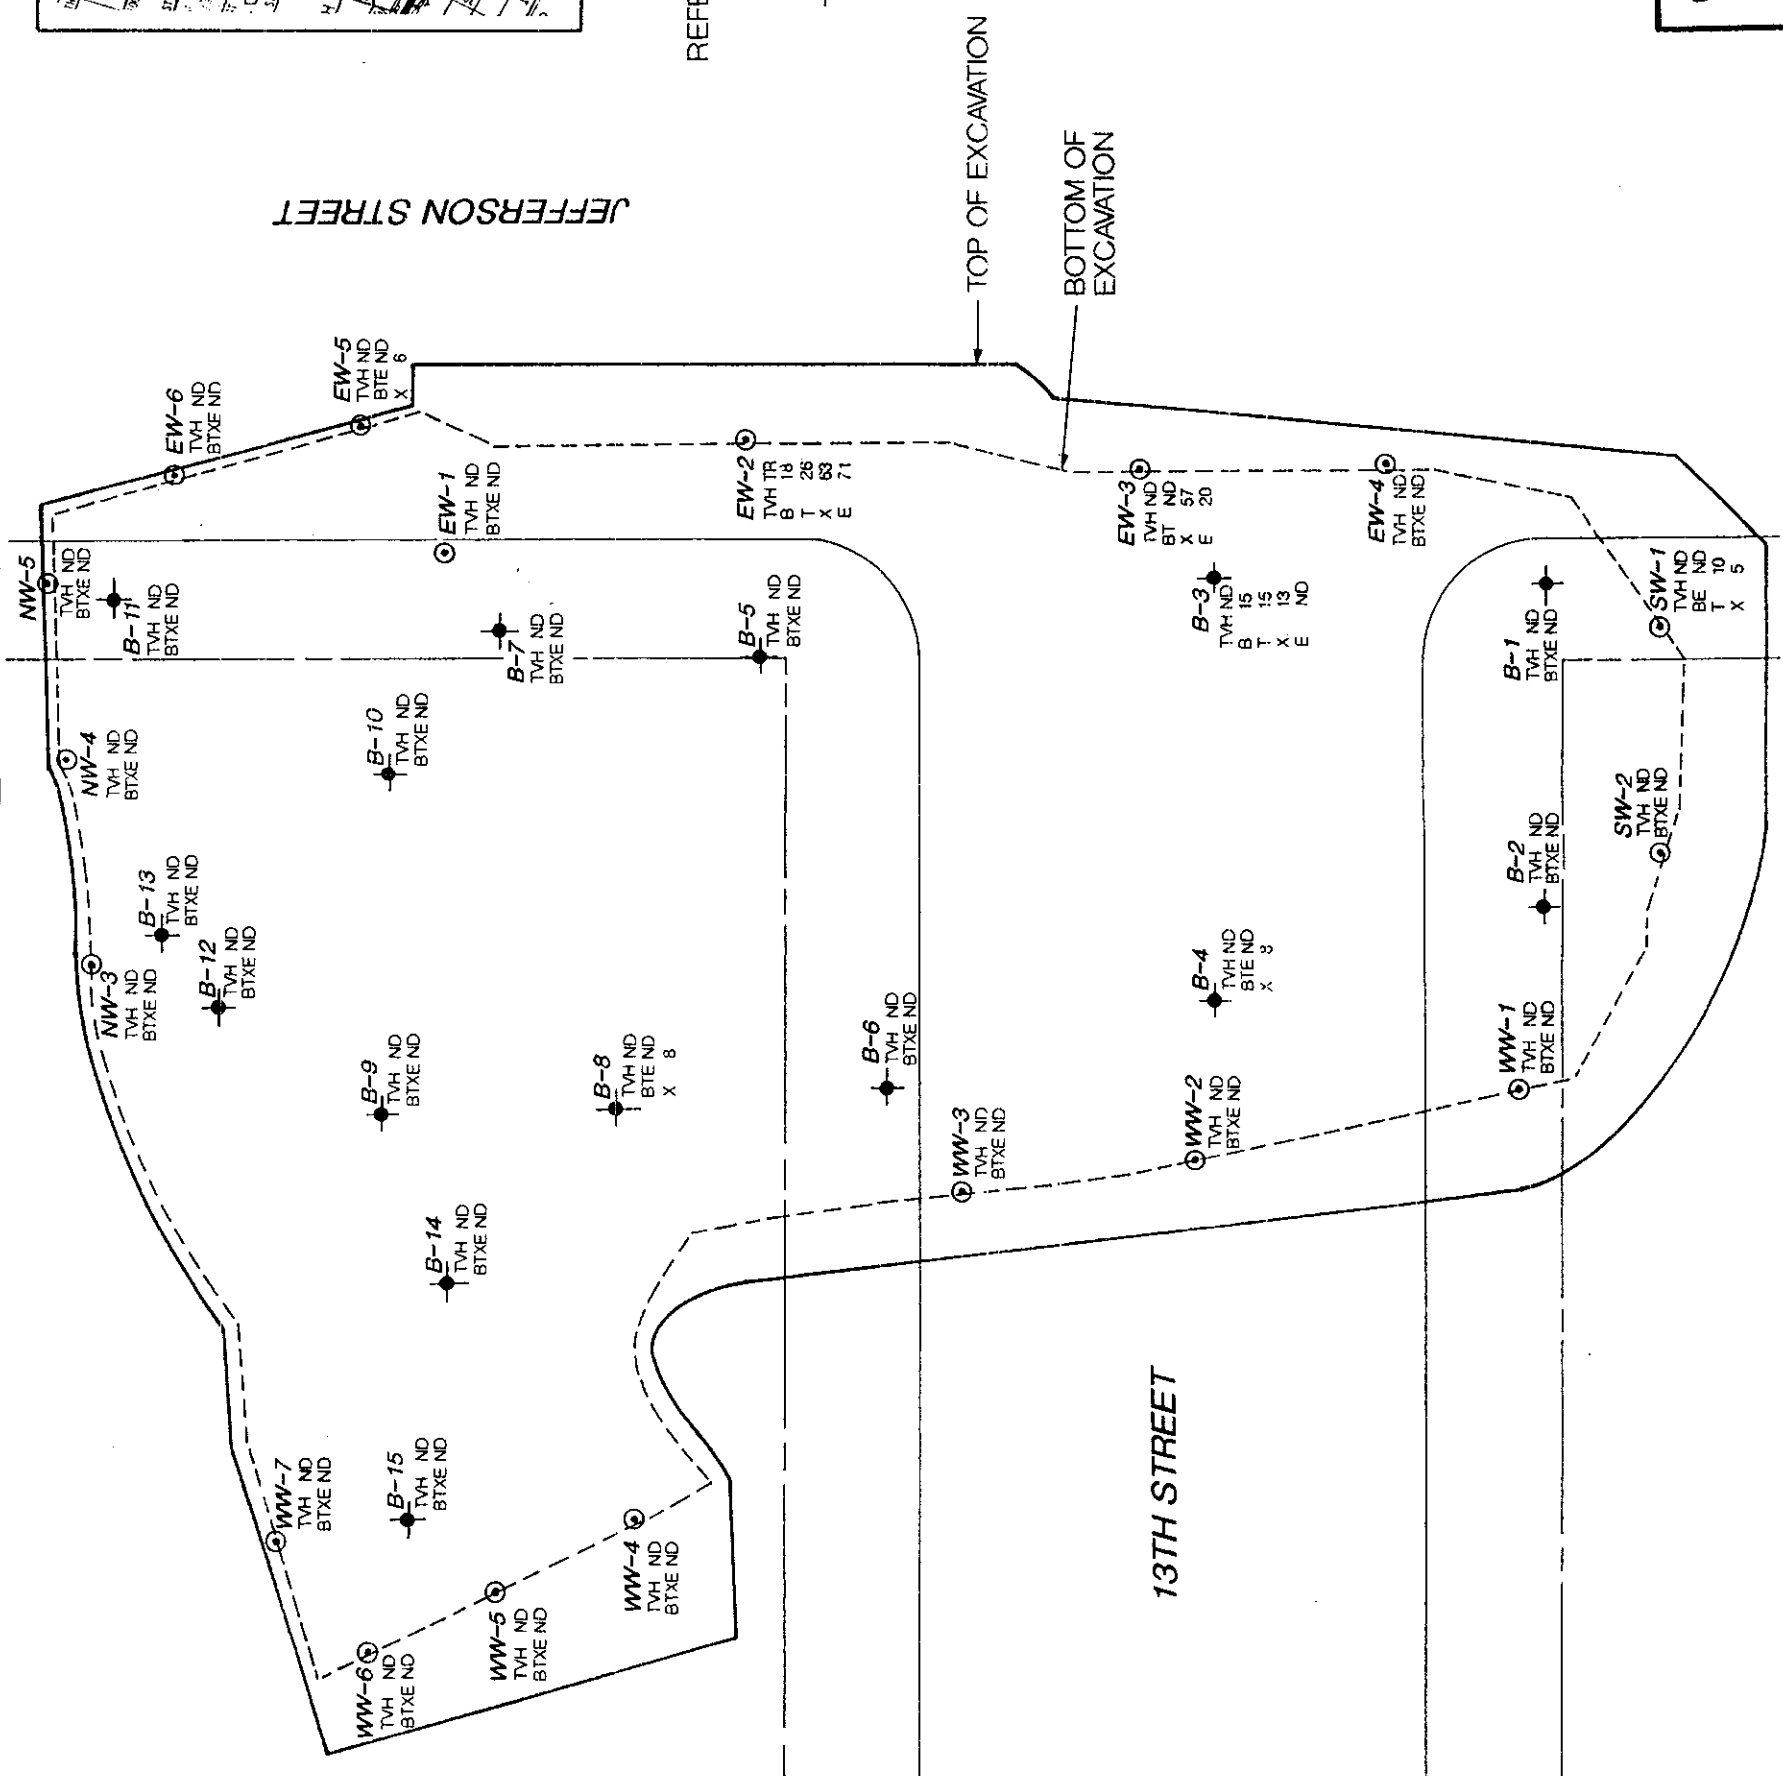 REFE
JEFFERSON STREET
TOP OF EXCAVATION
BOTTOM OF
EXCAVATION
13TH STREET
NW-5
TVH ND
BTXE ND
B-11
TVH ND
BTXE ND
EW-6
TVH ND
BTXE ND
EW-5
TVH ND
BTE ND
X 6
EW-1
TVH ND
BTXE ND
EW-2
TVH TR
B 18
T 26
X 63
E 71
EW-3
TVH ND
BT ND
X 57
E 20
EW-4
TVH ND
BTXE ND
SW-1
TVH ND
BE ND
T 10
X 5
B-1
TVH ND
BTXE ND
B-3
TVH ND
B 15
T 15
X 13
E ND
B-5
TVH ND
BTXE ND
B-7
TVH ND
BTXE ND
B-10
TVH ND
BTXE ND
NW-4
TVH ND
BTXE ND
B-13
TVH ND
BTXE ND
B-12
TVH ND
BTXE ND
NW-3
TVH ND
BTXE ND
B-9
TVH ND
BTXE ND
B-8
TVH ND
BTE ND
X 8
B-6
TVH ND
BTXE ND
B-4
TVH ND
BTE ND
X
B-2
TVH ND
BTXE ND
SW-2
TVH ND
BTXE ND
WW-1
TVH ND
BTXE ND
WW-2
TVH ND
BTXE ND
WW-3
TVH ND
BTXE ND
B-14
TVH ND
BTXE ND
B-15
TVH ND
BTXE ND
WW-7
TVH ND
BTXE ND
WW-6
TVH ND
BTXE ND
WW-5
TVH ND
BTXE ND
WW-4
TVH ND
BTXE ND